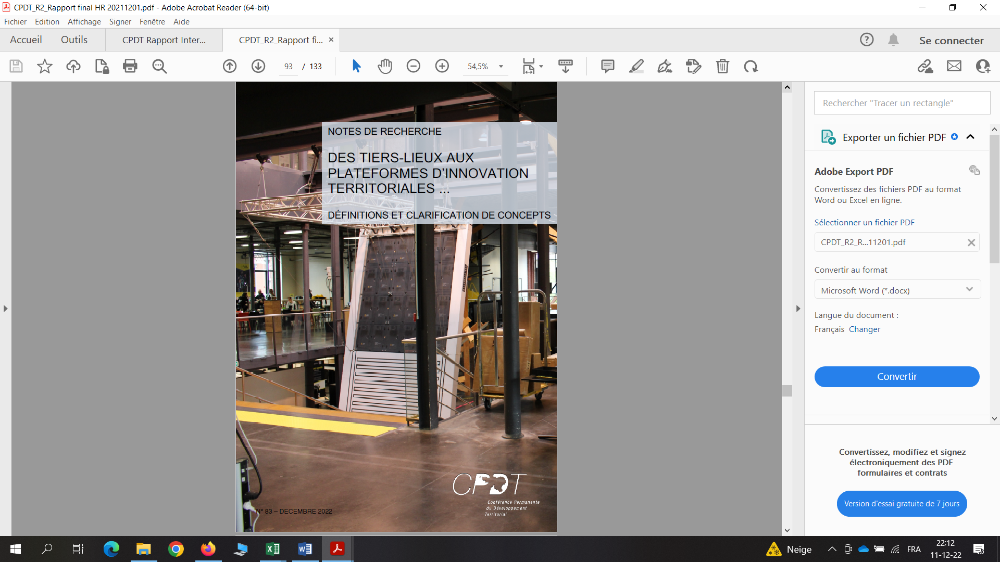 CPDT_R2_Rapport final HR 20211201.pdf - Adobe Acrobat Reader (64-bit)
Fichier Edition Affichage Signer Fenêtre Aide
Accueil Outils CPDT Rapport Inter... CPDT_R2_Rapport fi... Se connecter
93 / 133 54,5%
NOTES DE RECHERCHE
DES TIERS-LIEUX AUX
PLATEFORMES D’INNOVATION
TERRITORIALES ...
DÉFINITIONS ET CLARIFICATION DE CONCEPTS
CPDT
Conférence Permanente
du Développement
Territorial
N° 83 – DECEMBRE 2022
Rechercher "Tracer un rectangle"
Exporter un fichier PDF
Adobe Export PDF
Convertissez des fichiers PDF au format
Word ou Excel en ligne.
Sélectionner un fichier PDF
CPDT_R2_R...11201.pdf
Convertir au format
Microsoft Word (*.docx)
Langue du document :
Français Changer
Convertir
Convertissez, modifiez et signez
électroniquement des PDF
formulaires et contrats
Version d'essai gratuite de 7 jours
Neige FRA 22:12
11-12-22